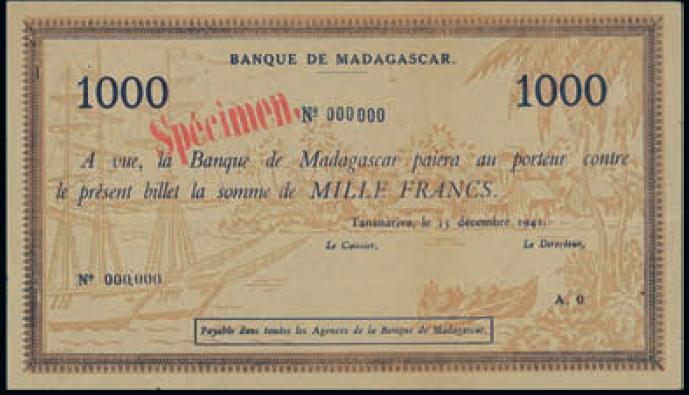 BANQUE DE MADAGASCAR.
1000 1000
Spécimen.
Nº 000000
A vue, la Banque de Madagascar paiera au porteur contre
le présent billet la somme de MILLE FRANCS.
Tananarive, le 15 décembre 1941.
Le Caissier, Le Directeur,
Nº 000,000
A. 0
Payable dans toutes les Agences de la Banque de Madagascar.